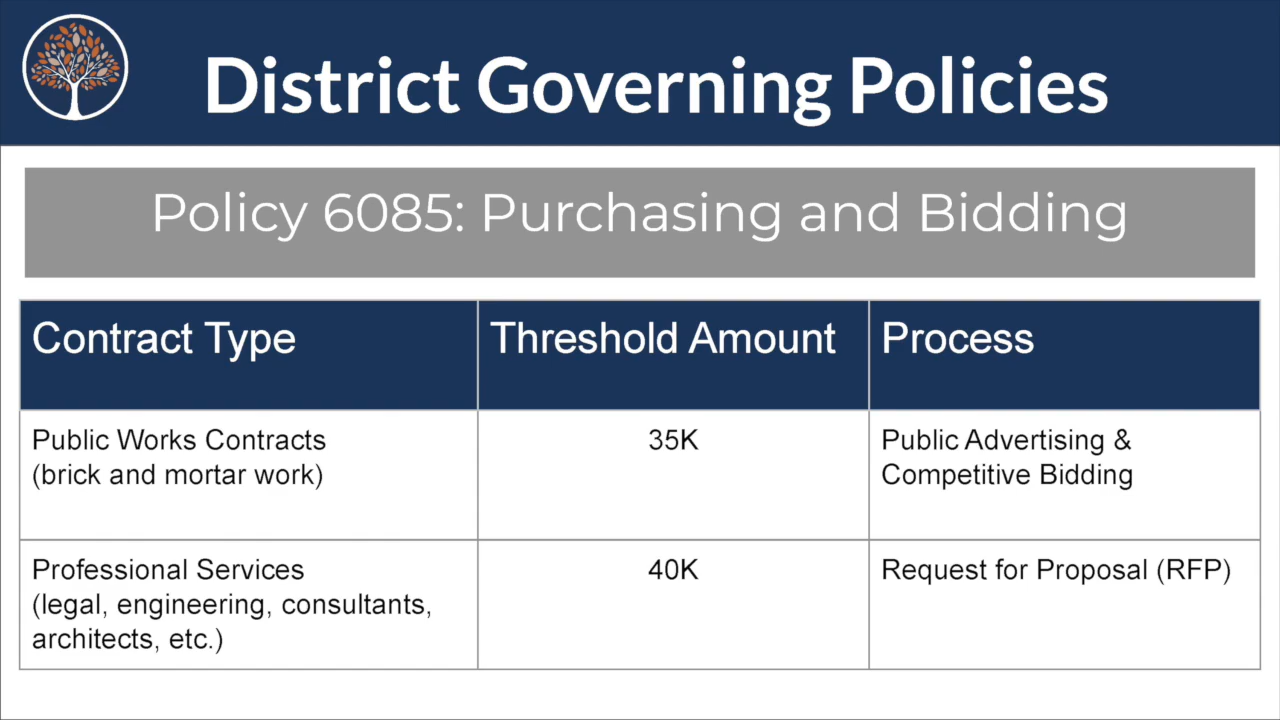 District Governing Policies
Policy 6085: Purchasing and Bidding
Contract Type
Threshold Amount
Process
Public Works Contracts
(brick and mortar work)
35K
Public Advertising &
Competitive Bidding
Professional Services
(legal, engineering, consultants,
architects, etc.)
40K
Request for Proposal (RFP)